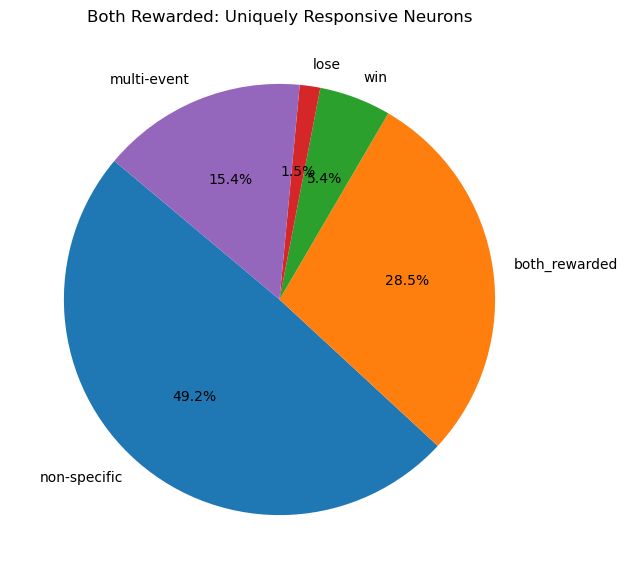 Both Rewarded: Uniquely Responsive Neurons
lose
win
multi-event
1.5%
5.4%
15.4%
both_rewarded
28.5%
49.2%
non-specific